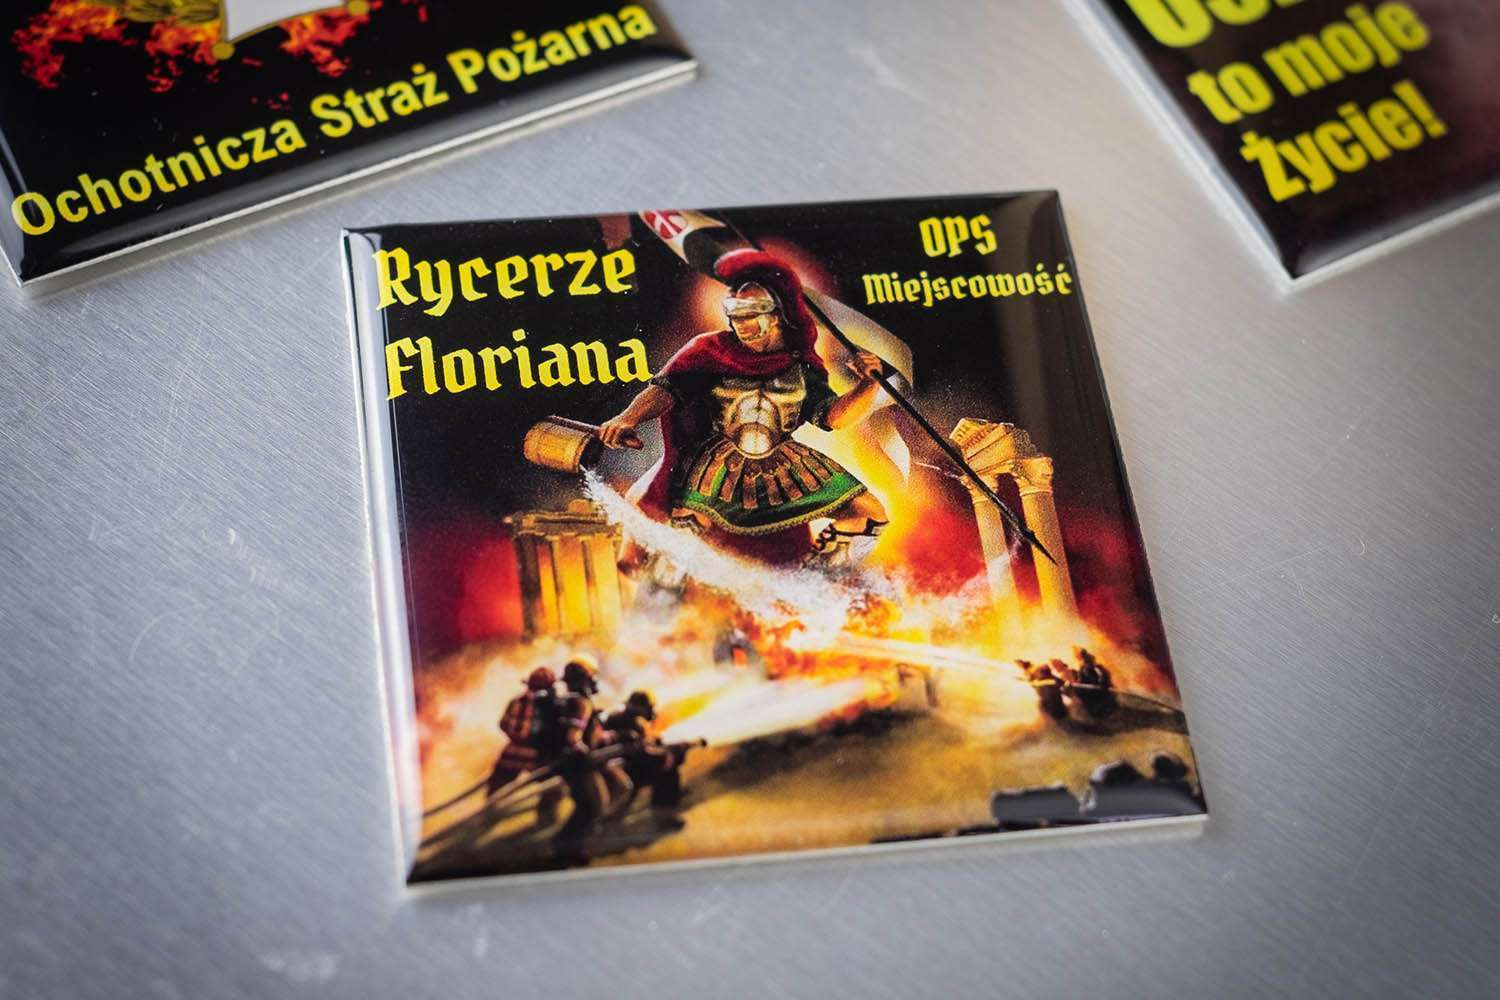 Ochotnicza Straż Pożarna
to moje
Życie!
Rycerze
Floriana
OPS
Miejscowość